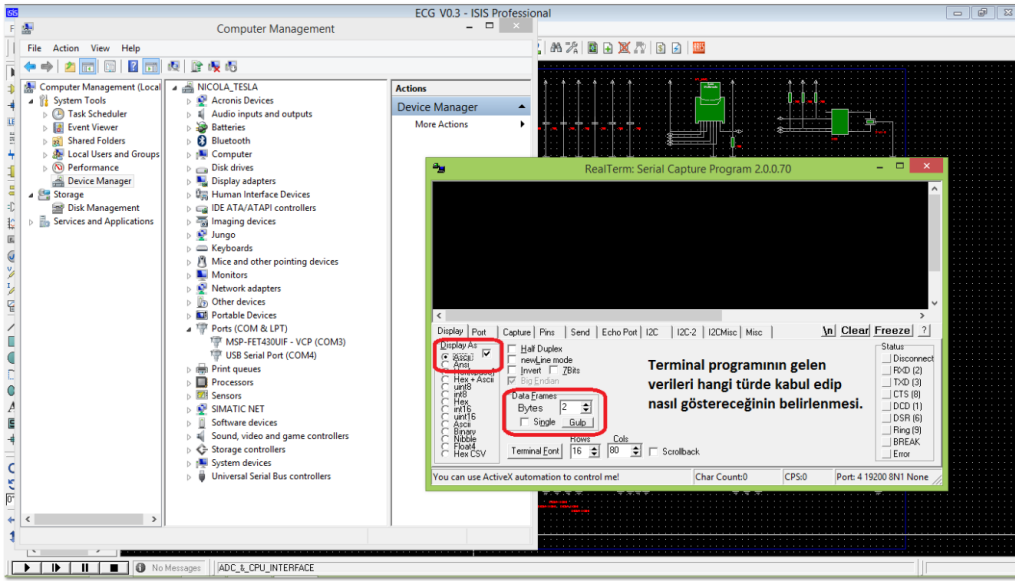 ISIS
ECG V0.3 - ISIS Professional
Computer Management
File Action View Help
Computer Management (Local
System Tools
Task Scheduler
Event Viewer
Shared Folders
Local Users and Groups
Performance
Device Manager
Storage
Disk Management
Services and Applications
NICOLA_TESLA
Acronis Devices
Audio inputs and outputs
Batteries
Bluetooth
Computer
Disk drives
Display adapters
Human Interface Devices
IDE ATA/ATAPI controllers
Imaging devices
Jungo
Keyboards
Mice and other pointing devices
Monitors
Network adapters
Other devices
Portable Devices
Ports (COM & LPT)
MSP-FET430UIF - VCP (COM3)
USB Serial Port (COM4)
Print queues
Processors
Sensors
SIMATIC NET
Software devices
Sound, video and game controllers
Storage controllers
System devices
Universal Serial Bus controllers
Actions
Device Manager
More Actions
RealTerm: Serial Capture Program 2.0.0.70
Display Port Capture Pins Send Echo Port I2C I2C-2 I2CMisc Misc \n Clear Freeze ?
Display As
Ascii
Ansi
Hex + Ascii
uint8
int8
Hex
int16
uint16
Ascii
Binary
Nibble
Float4
Hex CSV
Half Duplex
newLine mode
Invert 7Bits
Big Endian
Data Frames
Bytes 2
Single Gulp
Rows Cols
Terminal Font 16 80 Scrollback
Terminal programının gelen
verileri hangi türde kabul edip
nasıl göstereceğinin belirlenmesi.
Status
Disconnect
RXD (2)
TXD (3)
CTS (8)
DCD (1)
DSR (6)
Ring (9)
BREAK
Error
You can use ActiveX automation to control me! Char Count:0 CPS:0 Port: 4 19200 8N1 None
No Messages ADC_&_CPU_INTERFACE